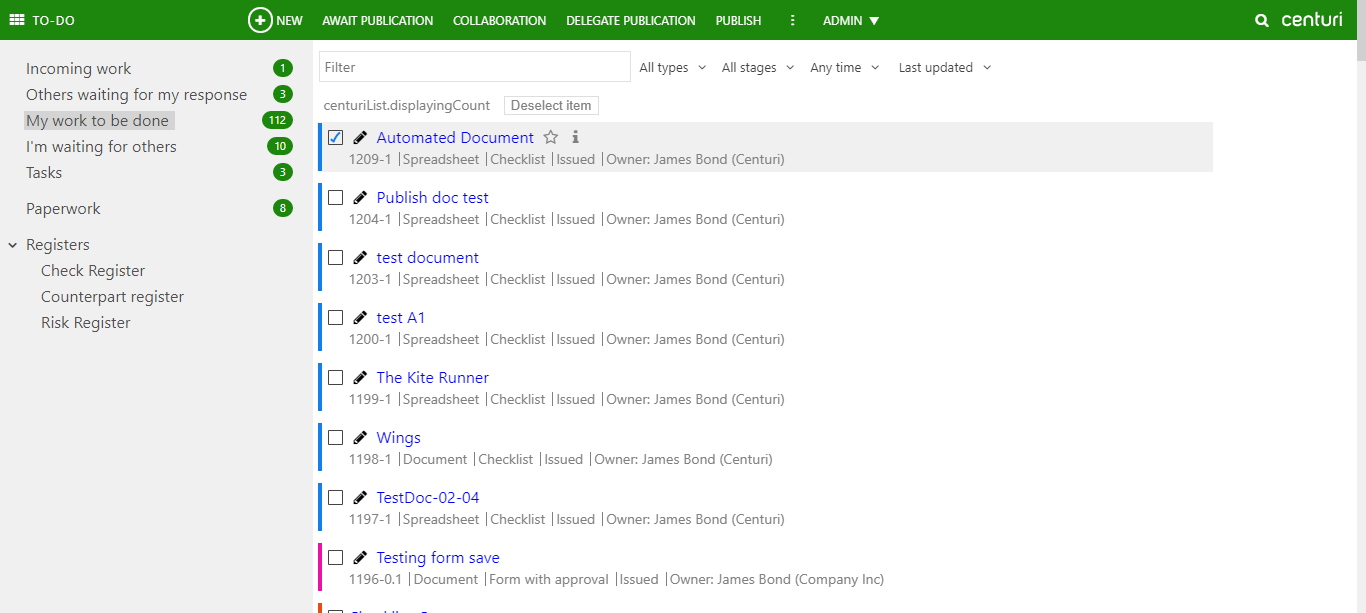 TO-DO
NEW AWAIT PUBLICATION COLLABORATION DELEGATE PUBLICATION PUBLISH ADMIN
centuri
Incoming work 1
Others waiting for my response 3
My work to be done 112
I'm waiting for others 10
Tasks 3
Paperwork 8
Registers
Check Register
Counterpart register
Risk Register
Filter All types All stages Any time Last updated
centuriList.displayingCount Deselect item
Automated Document
1209-1 |Spreadsheet |Checklist |Issued |Owner: James Bond (Centuri)
Publish doc test
1204-1 |Spreadsheet |Checklist |Issued |Owner: James Bond (Centuri)
test document
1203-1 |Spreadsheet |Checklist |Issued |Owner: James Bond (Centuri)
test A1
1200-1 |Spreadsheet |Checklist |Issued |Owner: James Bond (Centuri)
The Kite Runner
1199-1 |Spreadsheet |Checklist |Issued |Owner: James Bond (Centuri)
Wings
1198-1 |Document |Checklist |Issued |Owner: James Bond (Centuri)
TestDoc-02-04
1197-1 |Spreadsheet |Checklist |Issued |Owner: James Bond (Centuri)
Testing form save
1196-0.1 |Document |Form with approval |Issued |Owner: James Bond (Company Inc)